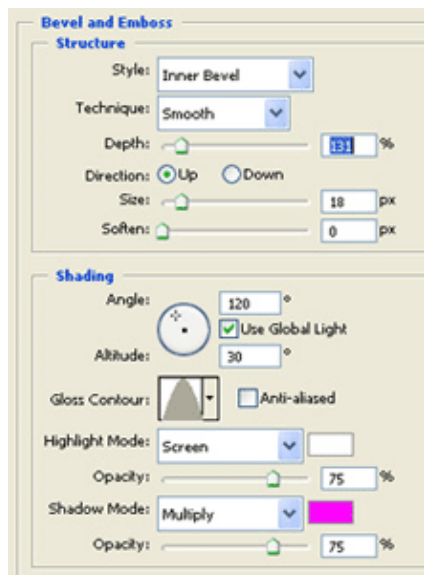 Bevel and Emboss
Structure
Style: Inner Bevel
Technique: Smooth
Depth: 131 %
Direction: Up Down
Size: 18 px
Soften: 0 px
Shading
Angle: 120 °
Use Global Light
Altitude: 30 °
Gloss Contour: Anti-aliased
Highlight Mode: Screen
Opacity: 75 %
Shadow Mode: Multiply
Opacity: 75 %